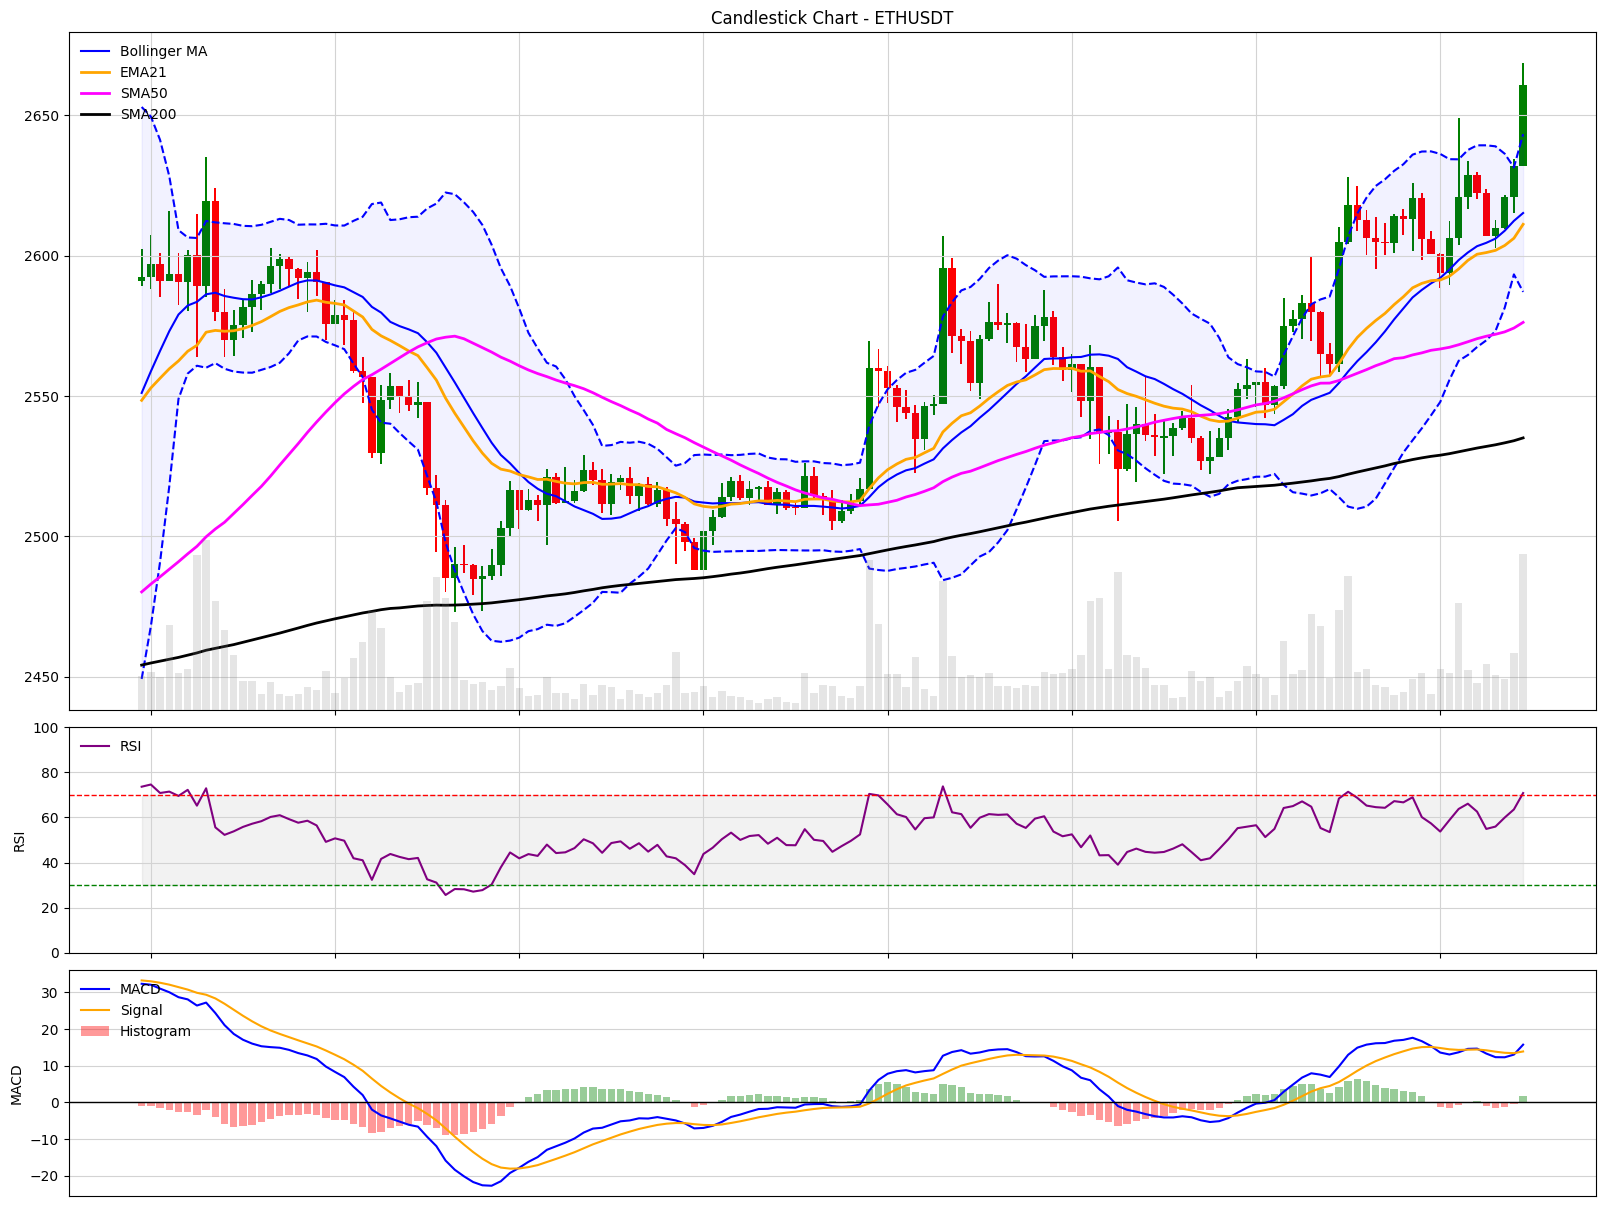 Candlestick Chart - ETHUSDT
Bollinger MA
EMA21
SMA50
SMA200
2650
2600
2550
2500
2450
RSI
100
80
60
40
20
0
RSI
MACD
Signal
Histogram
30
20
10
0
−10
−20
MACD